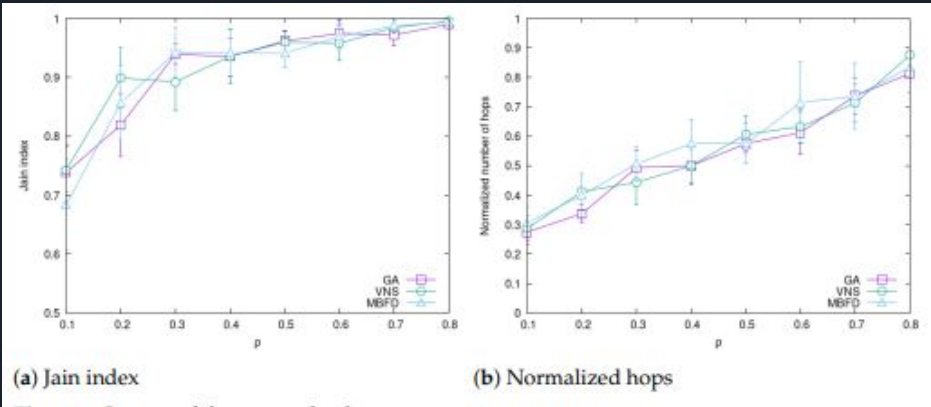 1
0.9
0.8
0.7
0.6
0.5
Jain index
0.1 0.2 0.3 0.4 0.5 0.6 0.7 0.8
ρ
GA
VNS
MBFD
1
0.9
0.8
0.7
0.6
0.5
0.4
0.3
0.2
0.1
0
Normalized number of hops
0.1 0.2 0.3 0.4 0.5 0.6 0.7 0.8
ρ
GA
VNS
MBFD
(a) Jain index
(b) Normalized hops